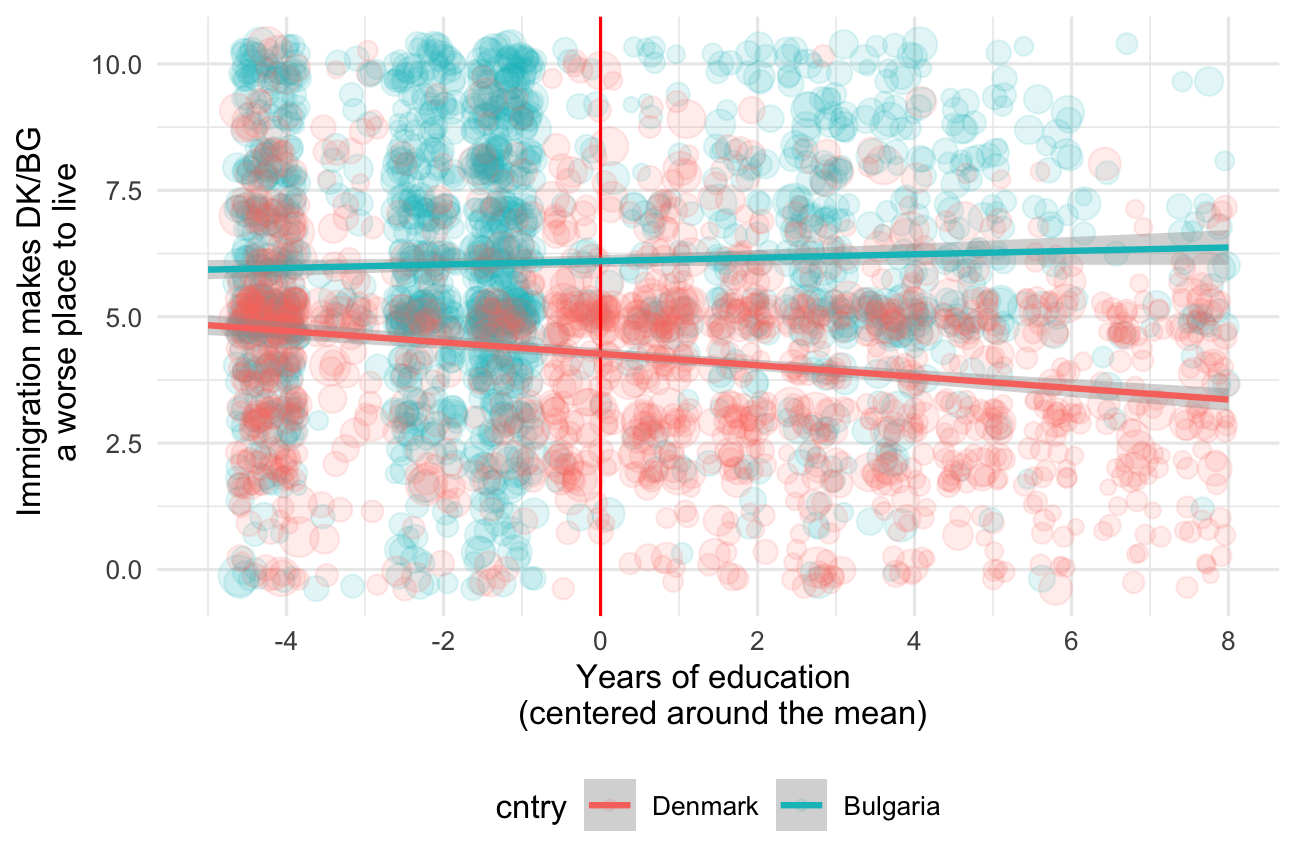 Immigration makes DK/BG
a worse place to live
10.0
7.5
5.0
2.5
0.0
-4
-2
0
2
4
6
8
Years of education
(centered around the mean)
cntry
Denmark
Bulgaria